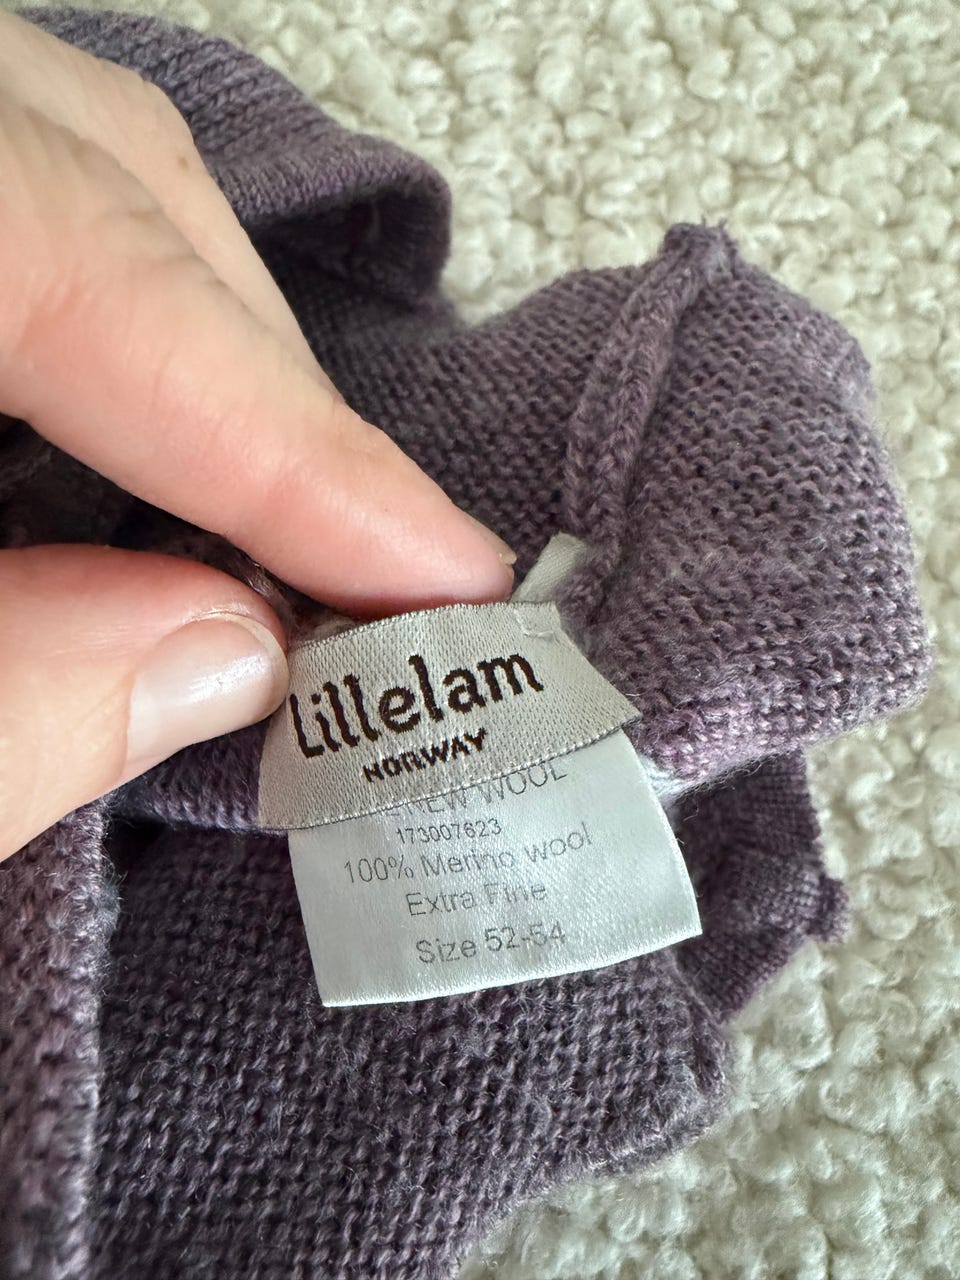 Lillelam
NORWAY
NEW WOOL
173007623
100% Merino wool
Extra Fine
Size 52-54